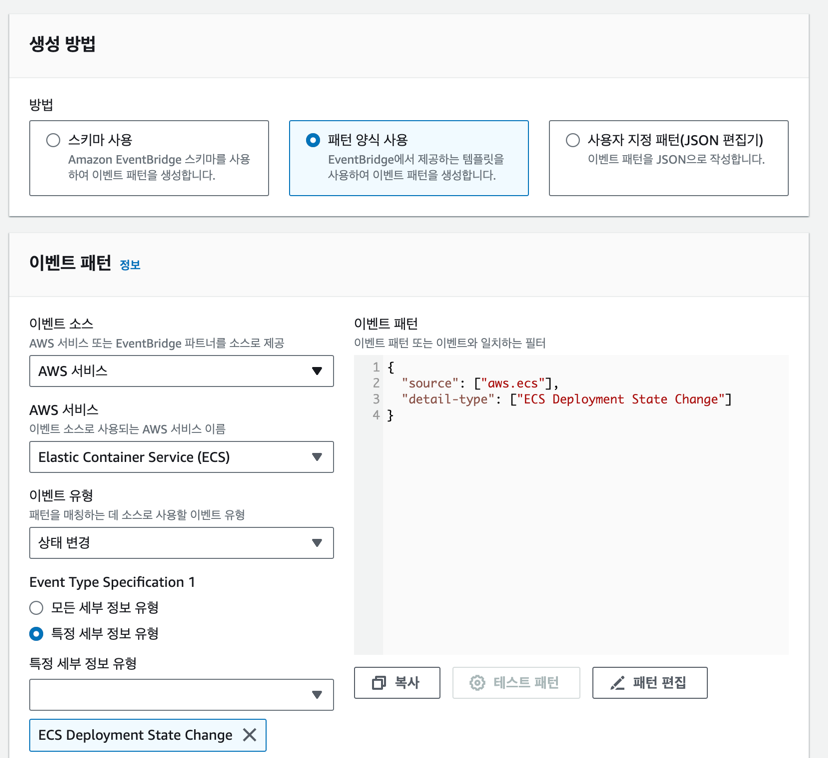 생성 방법
방법
스키마 사용
Amazon EventBridge 스키마를 사용
하여 이벤트 패턴을 생성합니다.
패턴 양식 사용
EventBridge에서 제공하는 템플릿을
사용하여 이벤트 패턴을 생성합니다.
사용자 지정 패턴(JSON 편집기)
이벤트 패턴을 JSON으로 작성합니다.
이벤트 패턴 정보
이벤트 소스
AWS 서비스 또는 EventBridge 파트너를 소스로 제공
AWS 서비스
AWS 서비스
이벤트 소스로 사용되는 AWS 서비스 이름
Elastic Container Service (ECS)
이벤트 유형
패턴을 매칭하는 데 소스로 사용할 이벤트 유형
상태 변경
Event Type Specification 1
모든 세부 정보 유형
특정 세부 정보 유형
특정 세부 정보 유형
ECS Deployment State Change
이벤트 패턴
이벤트 패턴 또는 이벤트와 일치하는 필터
1 {
2 "source": ["aws.ecs"],
3 "detail-type": ["ECS Deployment State Change"]
4 }
복사
테스트 패턴
패턴 편집